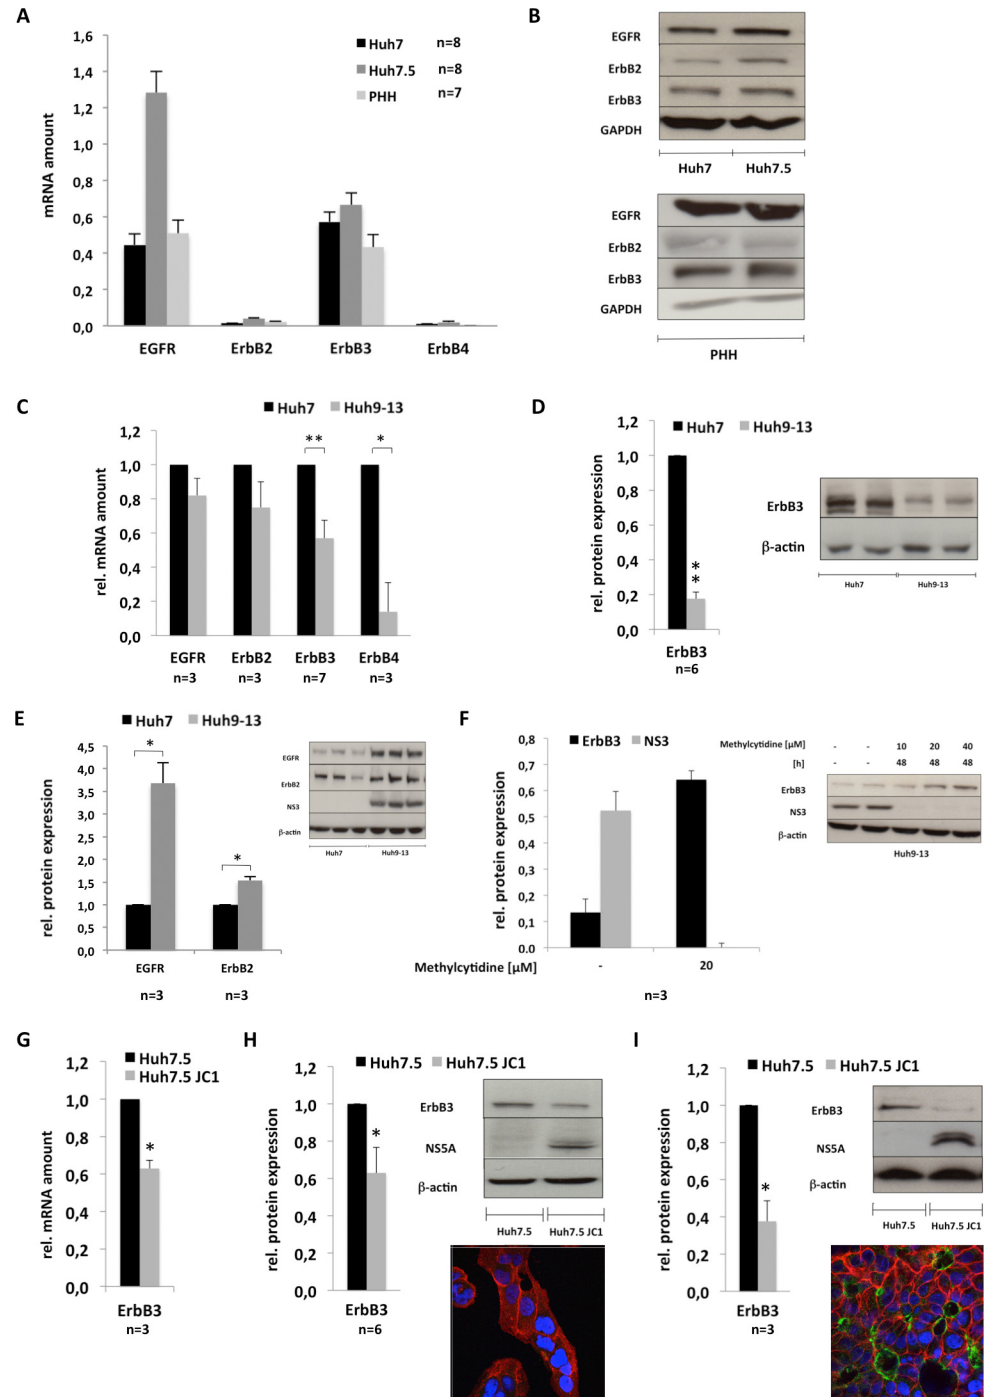 A
1,6
1,4
1,2
1,0
0,8
0,6
0,4
0,2
0,0
mRNA amount
Huh7 n=8
Huh7.5 n=8
PHH n=7
EGFR ErbB2 ErbB3 ErbB4
B
EGFR
ErbB2
ErbB3
GAPDH
Huh7 Huh7.5
EGFR
ErbB2
ErbB3
GAPDH
PHH
C
Huh7 Huh9-13
1,2
1,0
0,8
0,6
0,4
0,2
0,0
rel. mRNA amount
** *
EGFR ErbB2 ErbB3 ErbB4
n=3 n=3 n=7 n=3
D
Huh7 Huh9-13
1,2
1,0
0,8
0,6
0,4
0,2
0,0
rel. protein expression
**
ErbB3
n=6
ErbB3
β-actin
Huh7 Huh9-13
E
Huh7 Huh9-13
4,5
4,0
3,5
3,0
2,5
2,0
1,5
1,0
0,5
0,0
rel. protein expression
* *
EGFR ErbB2
n=3 n=3
EGFR
ErbB2
NS3
β-actin
Huh7 Huh9-13
F
ErbB3 NS3
0,8
0,7
0,6
0,5
0,4
0,3
0,2
0,1
0.0
rel. protein expression
Methylcytidine [µM] - 20
n=3
Methylcytidine [µM] - - 10 20 40
[h] - - 48 48 48
ErbB3
NS3
β-actin
Huh9-13
G
Huh7.5
Huh7.5 JC1
1,2
1,0
0,8
0,6
0,4
0,2
0,0
rel. mRNA amount
*
ErbB3
n=3
H
Huh7.5 Huh7.5 JC1
1,2
1,0
0,8
0,6
0,4
0,2
0,0
rel. protein expression
*
ErbB3
n=6
ErbB3
NS5A
β-actin
Huh7.5 Huh7.5 JC1
I
Huh7.5 Huh7.5 JC1
1,2
1,0
0,8
0,6
0,4
0,2
0,0
rel. protein expression
*
ErbB3
n=3
ErbB3
NS5A
β-actin
Huh7.5 Huh7.5 JC1